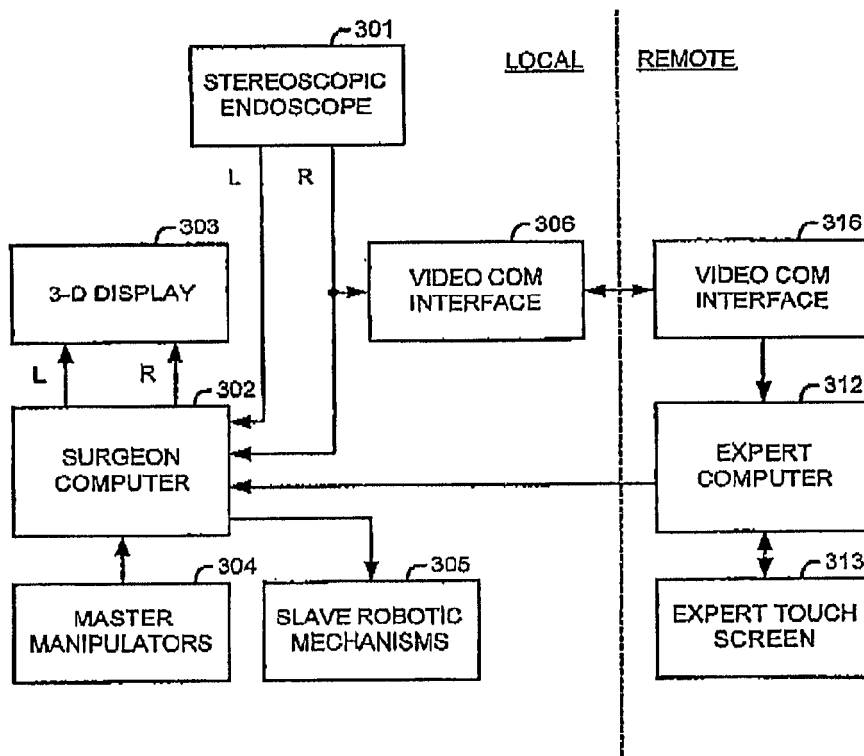 301
STEREOSCOPIC
ENDOSCOPE
LOCAL
REMOTE
L
R
303
3-D DISPLAY
306
VIDEO COM
INTERFACE
316
VIDEO COM
INTERFACE
L
R
302
SURGEON
COMPUTER
312
EXPERT
COMPUTER
304
MASTER
MANIPULATORS
305
SLAVE ROBOTIC
MECHANISMS
313
EXPERT TOUCH
SCREEN